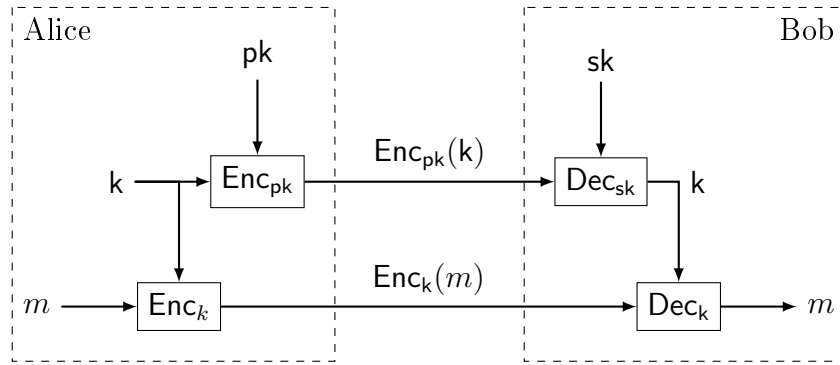 Alice
Bob
pk
sk
Enc_pk(k)
k
Enc_pk
Dec_sk
k
Enc_k(m)
m
Enc_k
Dec_k
m